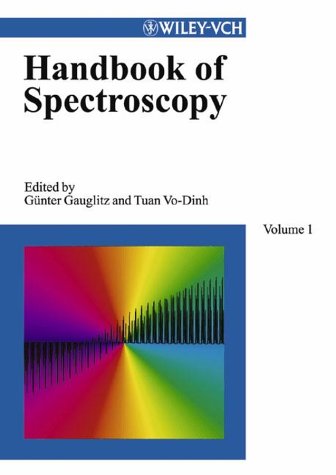 WILEY-VCH
Handbook of
Spectroscopy
Edited by
Günter Gauglitz and Tuan Vo-Dinh
Volume 1